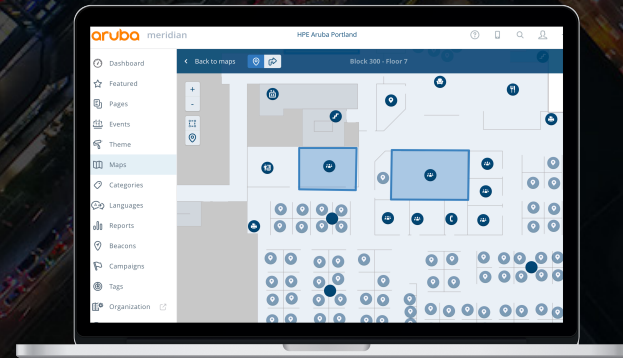 aruba meridian
HPE Aruba Portland
Back to maps
Block 300 - Floor 7
Dashboard
Featured
Pages
Events
Theme
Maps
Categories
Languages
Reports
Beacons
Campaigns
Tags
Organization
+
-